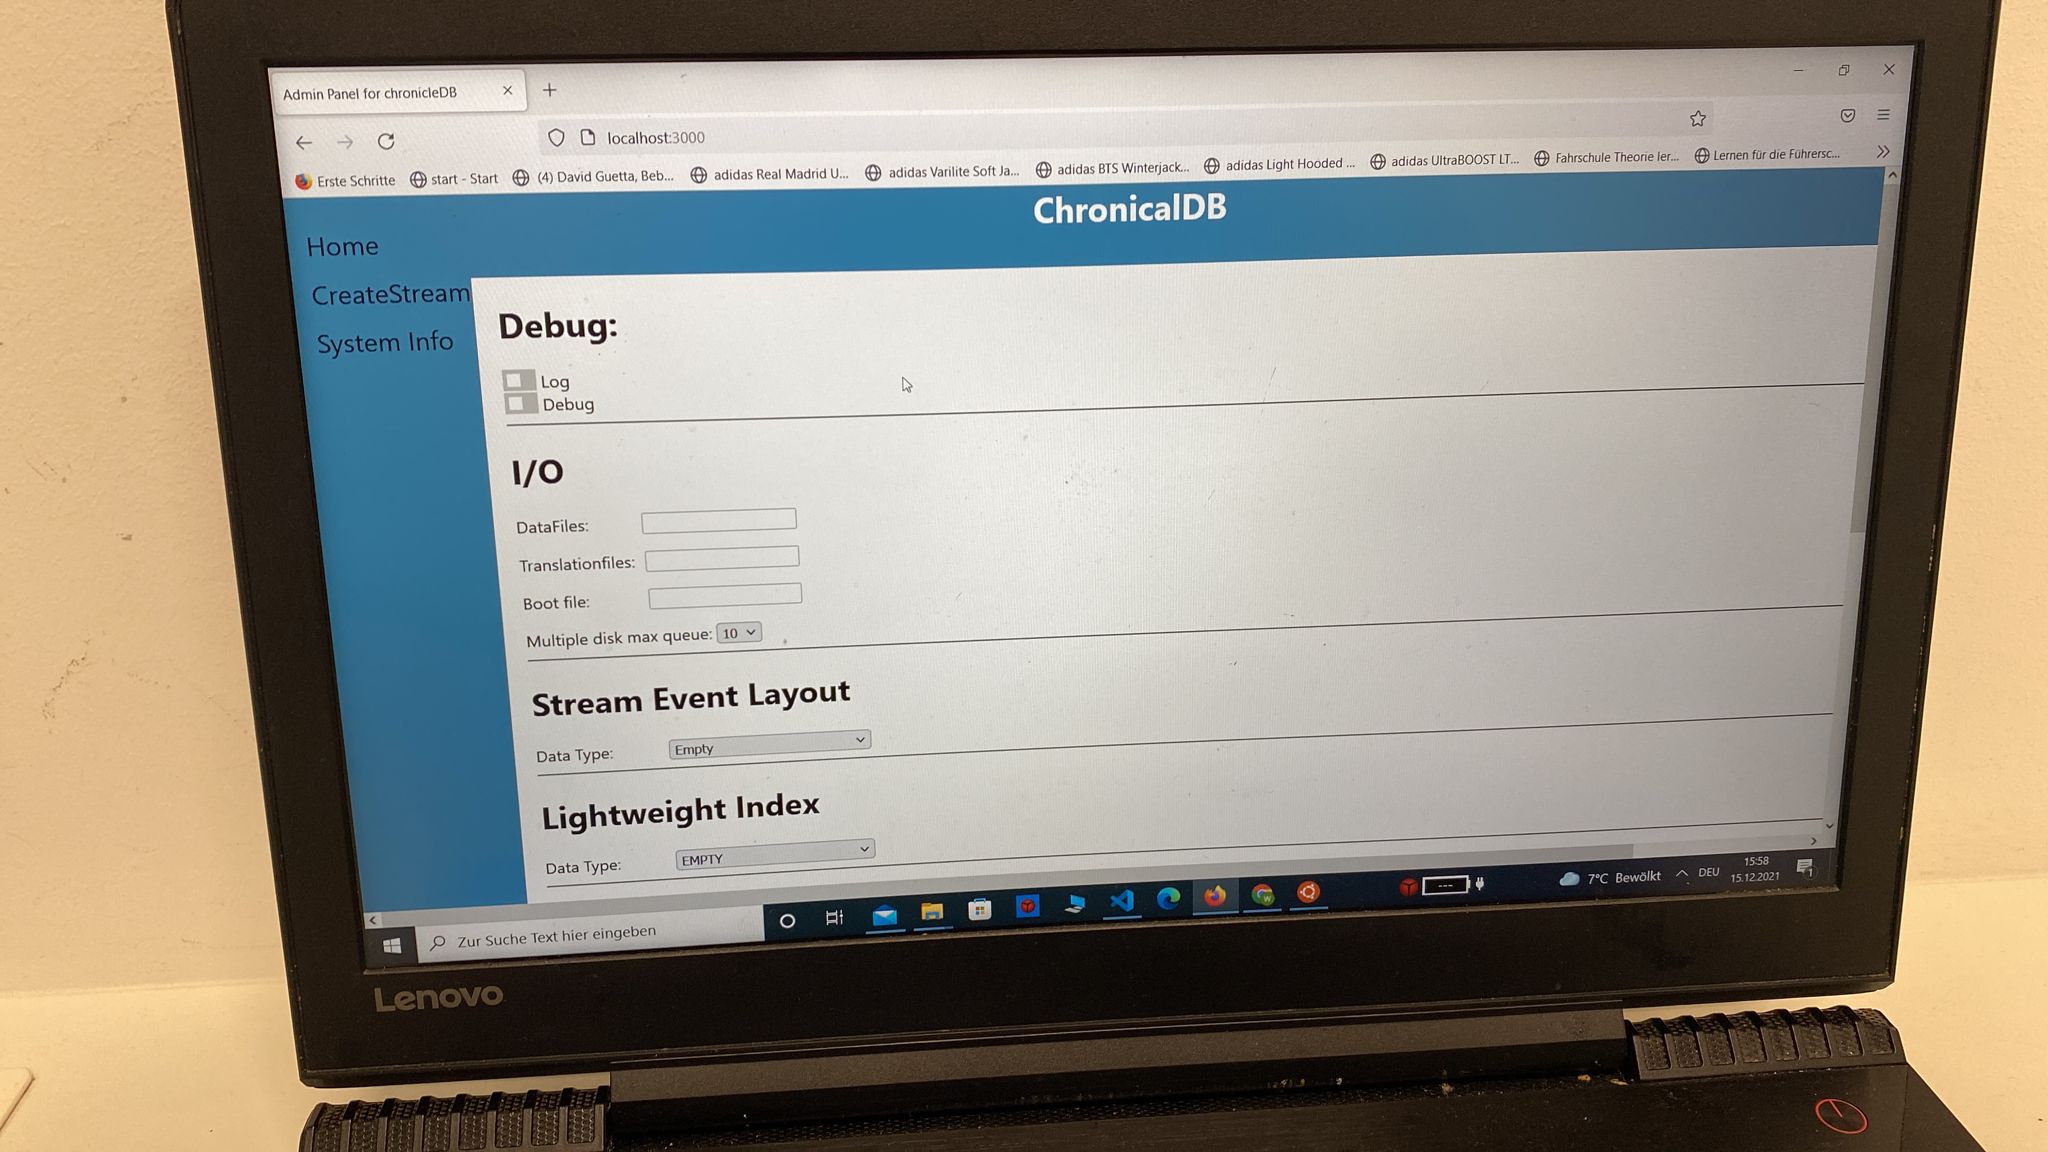 Admin Panel for chronicleDB
localhost:3000
Erste Schritte start - Start (4) David Guetta, Beb... adidas Real Madrid U... adidas Varilite Soft Ja... adidas BTS Winterjack... adidas Light Hooded ... adidas UltraBOOST LT... Fahrschule Theorie ler... Lernen für die Führersc...
ChronicalDB
Home
CreateStream
System Info
Debug:
Log
Debug
I/O
DataFiles:
Translationfiles:
Boot file:
Multiple disk max queue: 10
Stream Event Layout
Data Type: Empty
Lightweight Index
Data Type: EMPTY
Zur Suche Text hier eingeben
---
7°C Bewölkt
DEU
15:58
15.12.2021
1
Lenovo